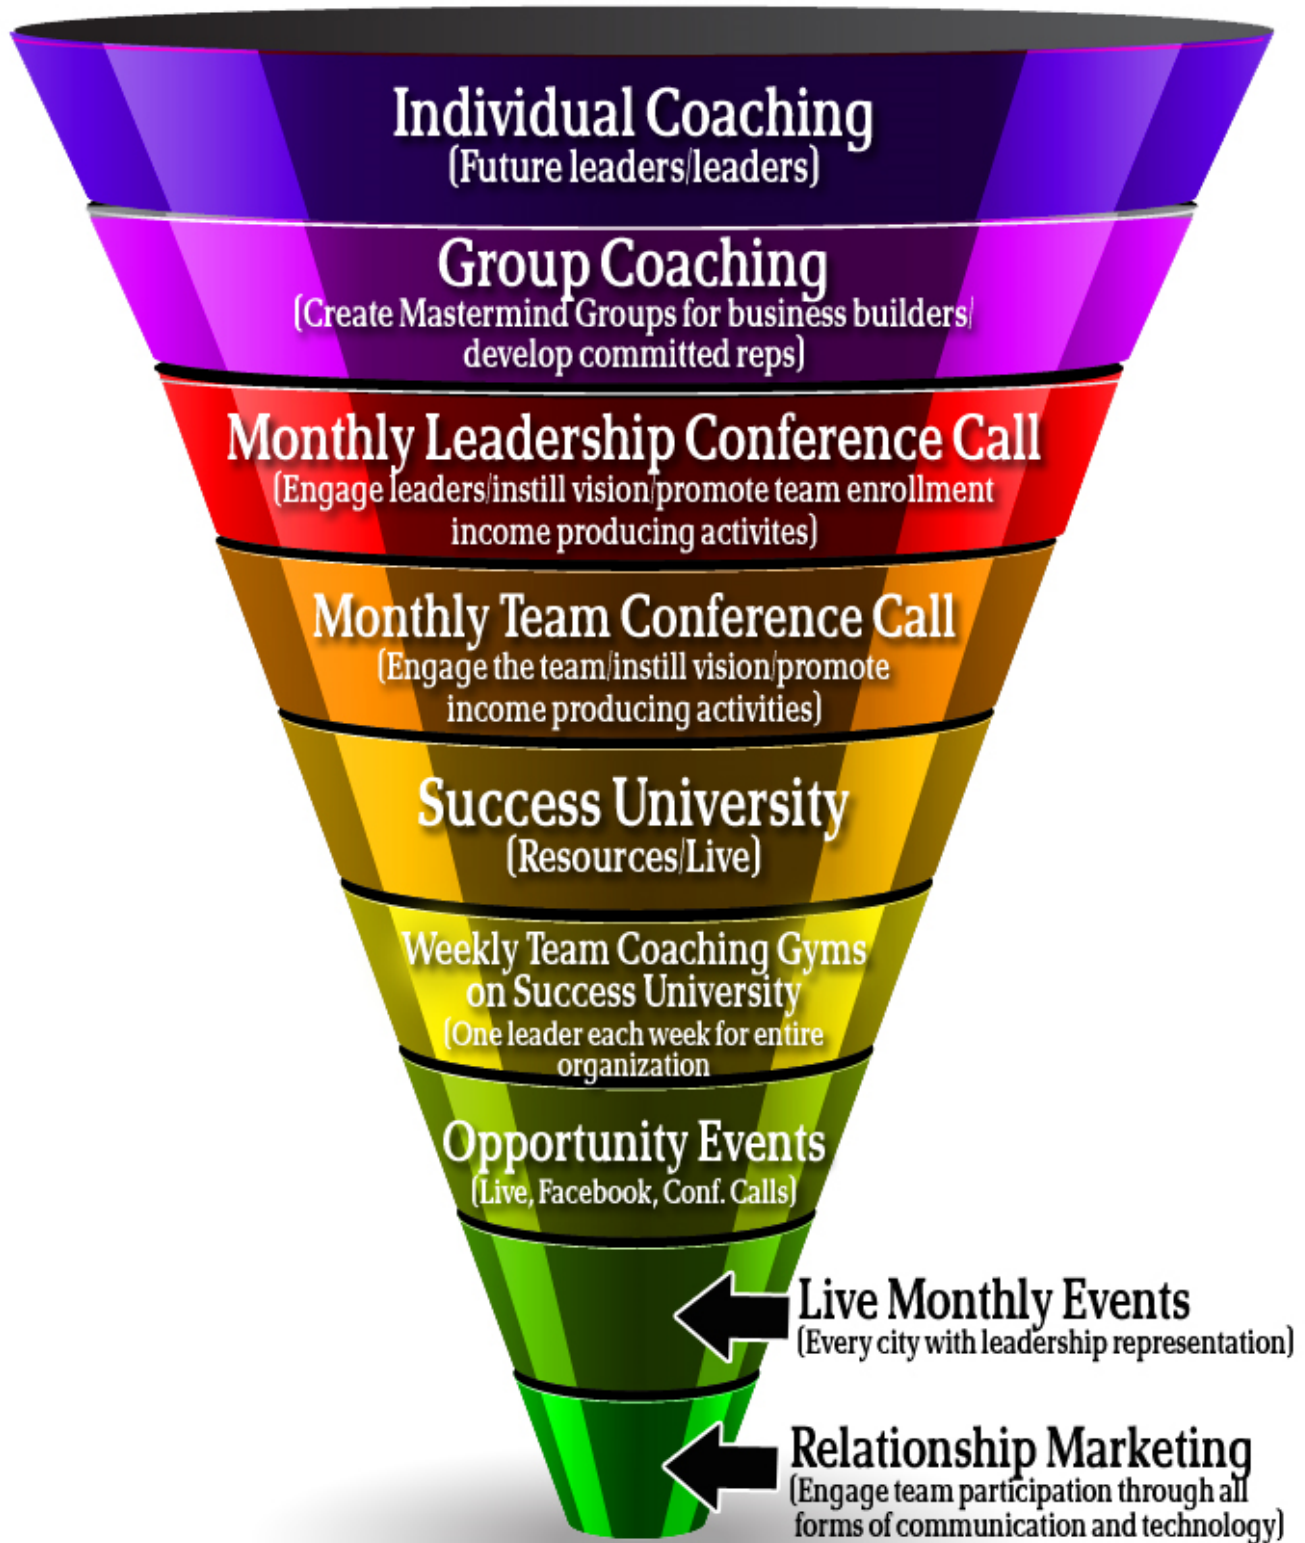 Individual Coaching
(Future leaders/leaders)
Group Coaching
(Create Mastermind Groups for business builders/
develop committed reps)
Monthly Leadership Conference Call
(Engage leaders/instill vision/promote team enrollment
income producing activites)
Monthly Team Conference Call
(Engage the team/instill vision/promote
income producing activities)
Success University
(Resources/Live)
Weekly Team Coaching Gyms
on Success University
(One leader each week for entire
organization
Opportunity Events
(Live, Facebook, Conf. Calls)
Live Monthly Events
(Every city with leadership representation)
Relationship Marketing
(Engage team participation through all
forms of communication and technology)